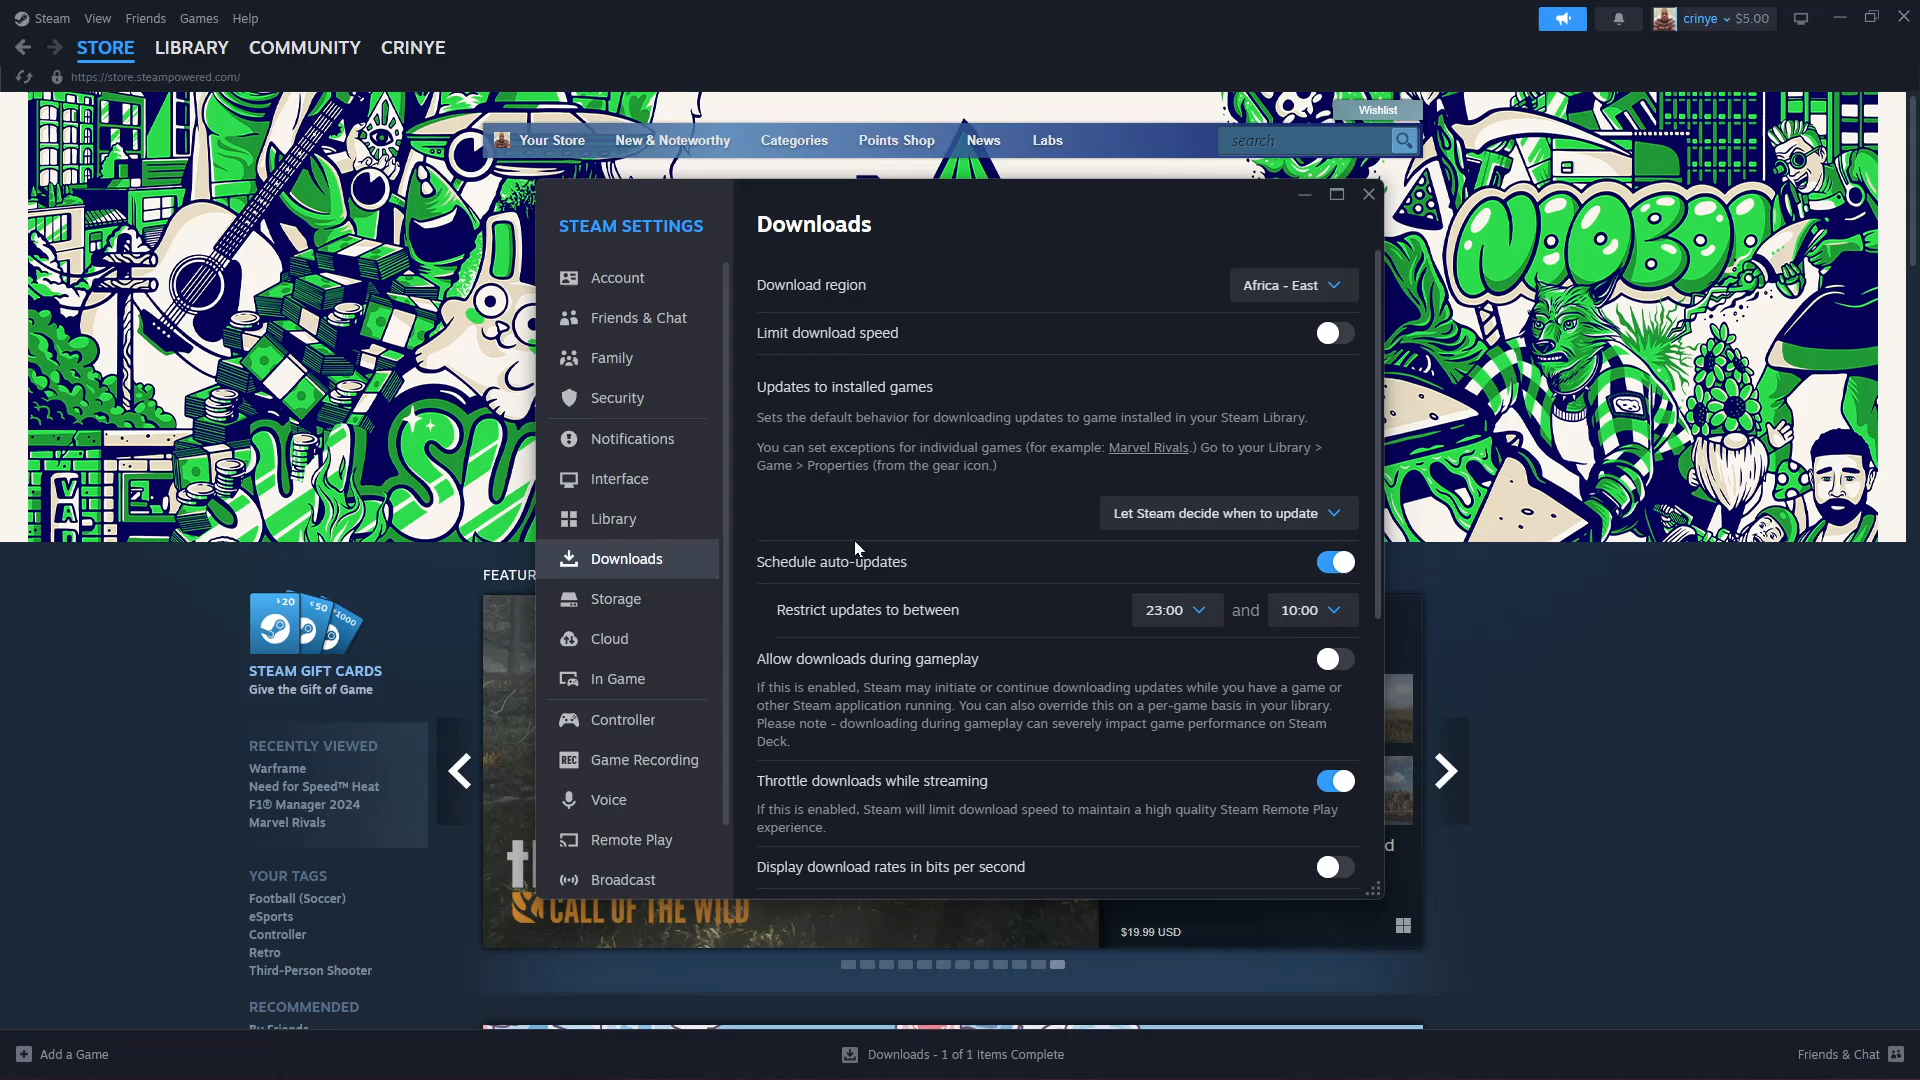 Steam View Friends Games Help
crinye $5.00
STORE LIBRARY COMMUNITY CRINYE
https://store.steampowered.com/
Wishlist
Your Store New & Noteworthy Categories Points Shop News Labs
search
NOOBOO
STEAM SETTINGS
Account
Friends & Chat
Family
Security
Notifications
Interface
Library
Downloads
Storage
Cloud
In Game
Controller
REC Game Recording
Voice
Remote Play
Broadcast
Downloads
Download region Africa - East
Limit download speed
Updates to installed games
Sets the default behavior for downloading updates to game installed in your Steam Library.
You can set exceptions for individual games (for example: Marvel Rivals.) Go to your Library >
Game > Properties (from the gear icon.)
Let Steam decide when to update
Schedule auto-updates
Restrict updates to between 23:00 and 10:00
Allow downloads during gameplay
If this is enabled, Steam may initiate or continue downloading updates while you have a game or
other Steam application running. You can also override this on a per-game basis in your library.
Please note - downloading during gameplay can severely impact game performance on Steam
Deck.
Throttle downloads while streaming
If this is enabled, Steam will limit download speed to maintain a high quality Steam Remote Play
experience.
Display download rates in bits per second
FEATUR
$20 $50 $1000
STEAM GIFT CARDS
Give the Gift of Game
RECENTLY VIEWED
Warframe
Need for Speed™ Heat
F1® Manager 2024
Marvel Rivals
YOUR TAGS
Football (Soccer)
eSports
Controller
Retro
Third-Person Shooter
RECOMMENDED
By Friends
CALL OF THE WILD
$19.99 USD
Add a Game
Downloads - 1 of 1 Items Complete
Friends & Chat